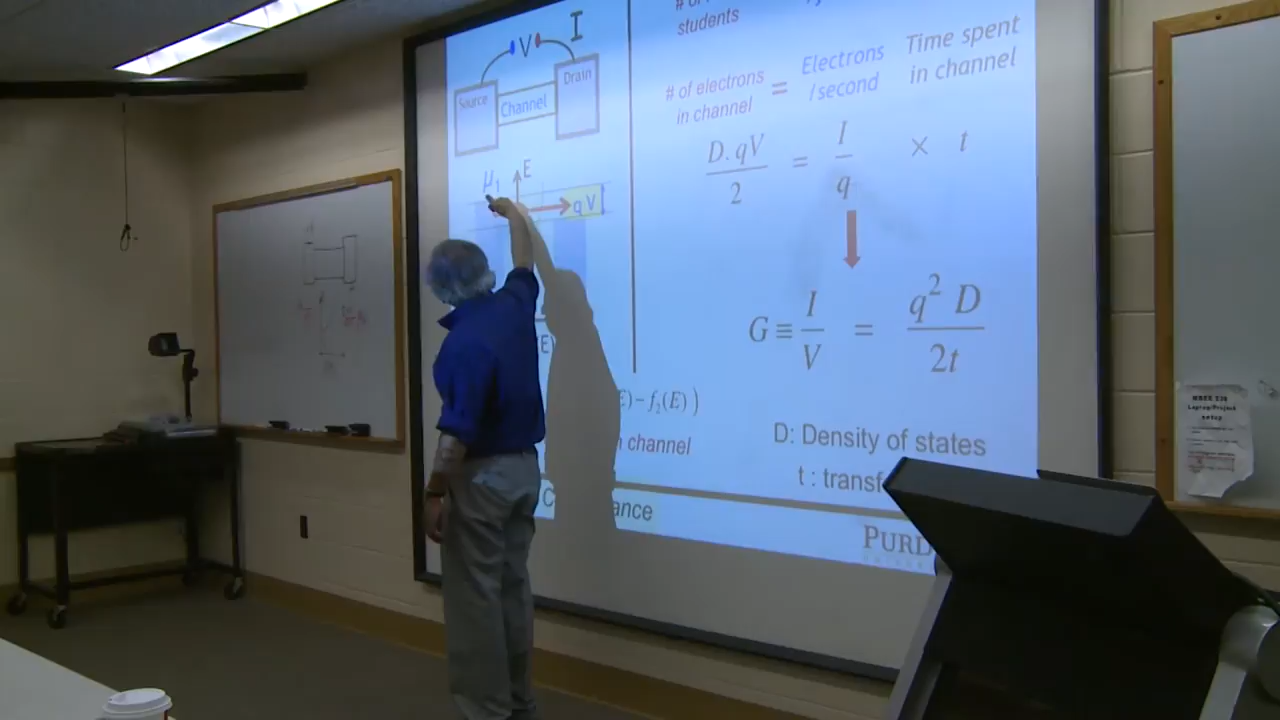 I
V
Source
Channel
Drain
μ1
E
qV
students
# of electrons in channel = Electrons /second Time spent in channel
D.qV/2 = I/q × t
G ≡ I/V = q² D/2t
E) − f₂(E) )
channel
D: Density of states
t : transf
ance
PURD